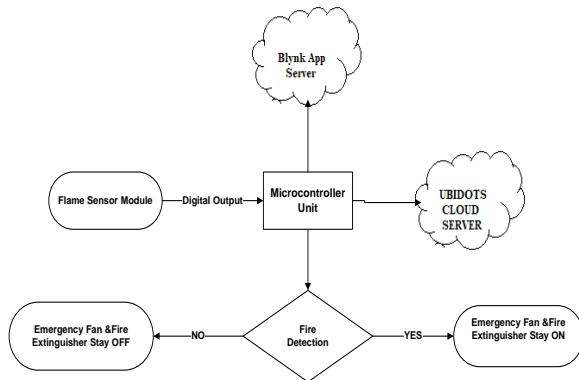 Blynk App
Server
Flame Sensor Module
Digital Output
Microcontroller
Unit
UBIDOTS
CLOUD
SERVER
Emergency Fan &Fire
Extinguisher Stay OFF
NO
Fire
Detection
YES
Emergency Fan &Fire
Extinguisher Stay ON